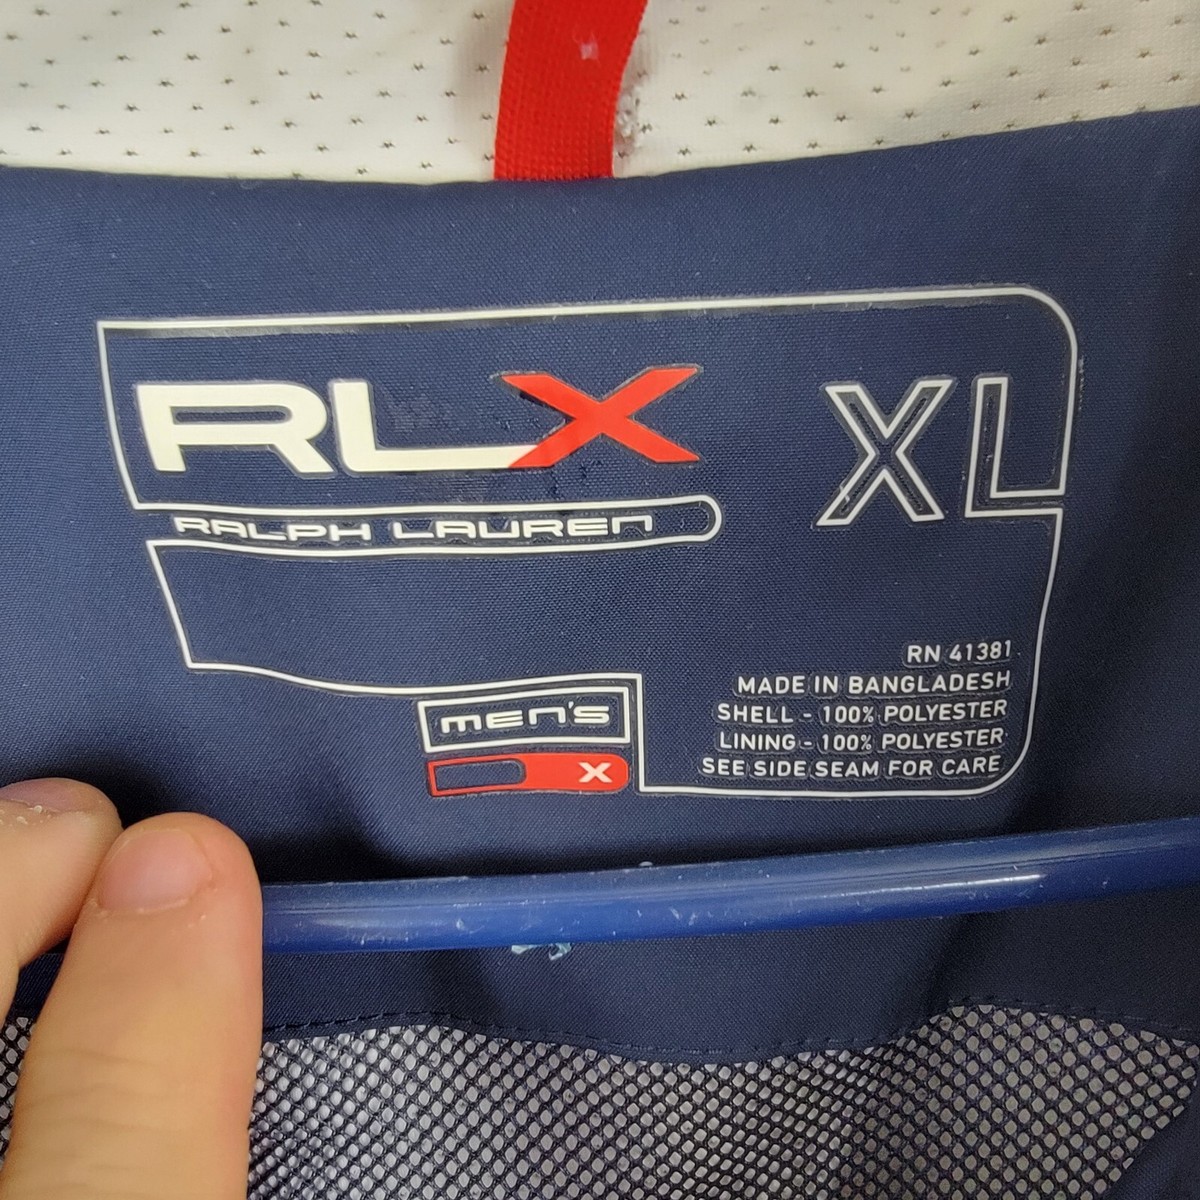 RLX XL
RALPH LAUREN
RN 41381
MADE IN BANGLADESH
SHELL - 100% POLYESTER
LINING - 100% POLYESTER
SEE SIDE SEAM FOR CARE
men's
X